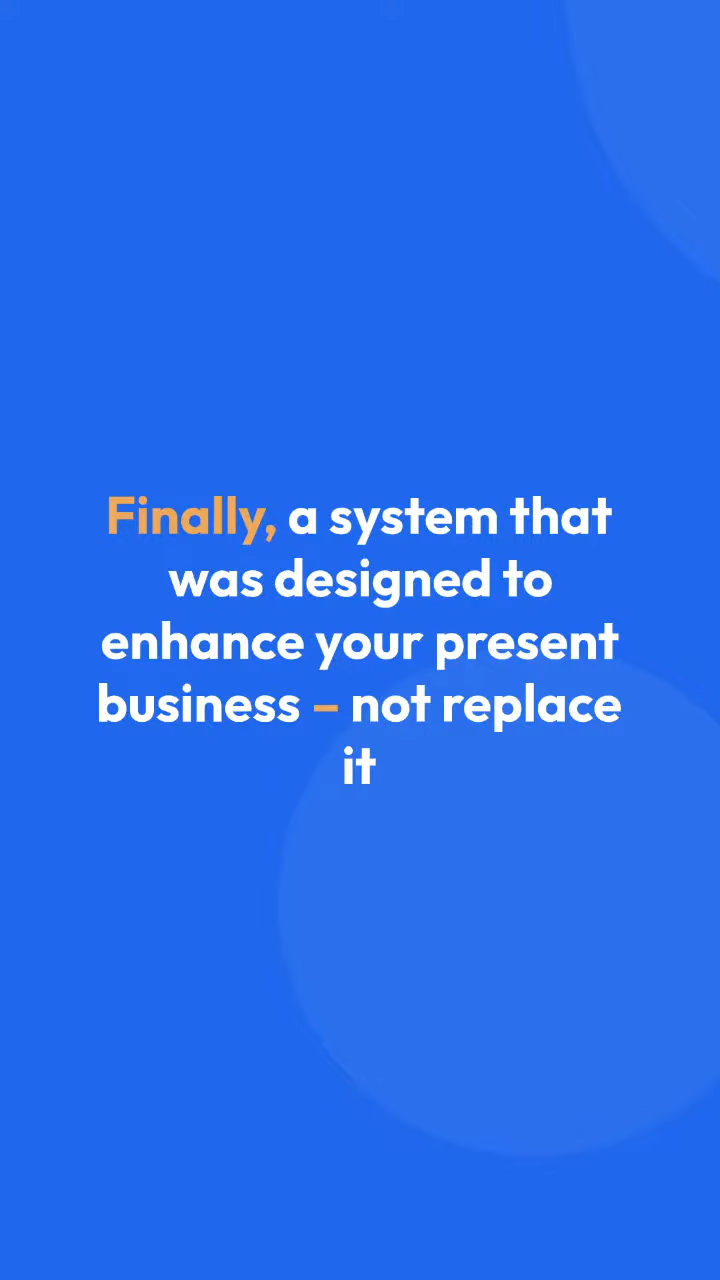 Finally, a system that
was designed to
enhance your present
business – not replace
it